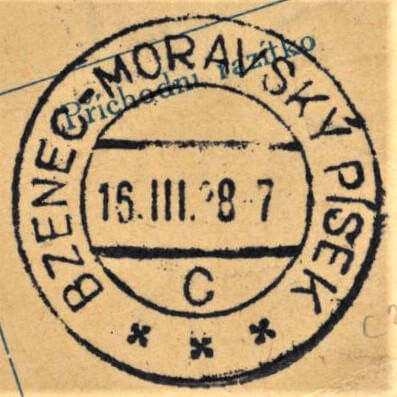 BZENEC-MORAVSKÝ PÍSEK
Příchodní razítko
16.III.38-7
C